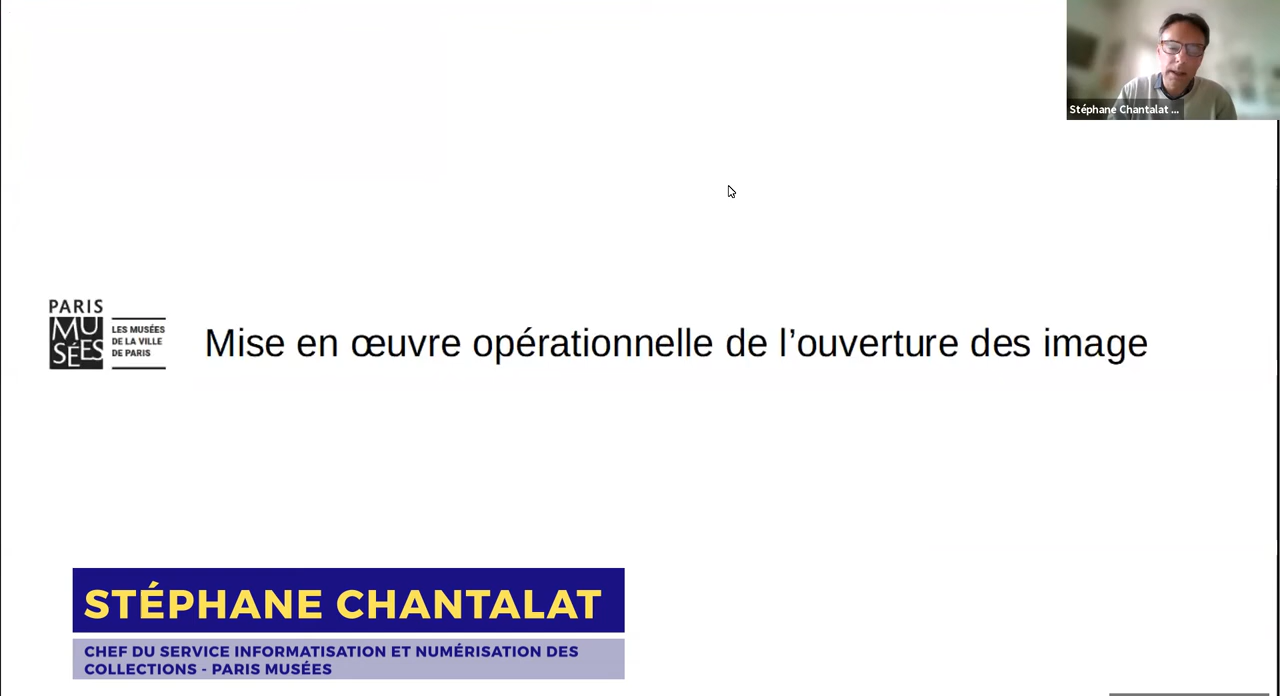 Stéphane Chantalat ...
PARIS
MU
SÉES
LES MUSÉES
DE LA VILLE
DE PARIS
Mise en œuvre opérationnelle de l’ouverture des image
STÉPHANE CHANTALAT
CHEF DU SERVICE INFORMATISATION ET NUMÉRISATION DES
COLLECTIONS - PARIS MUSÉES